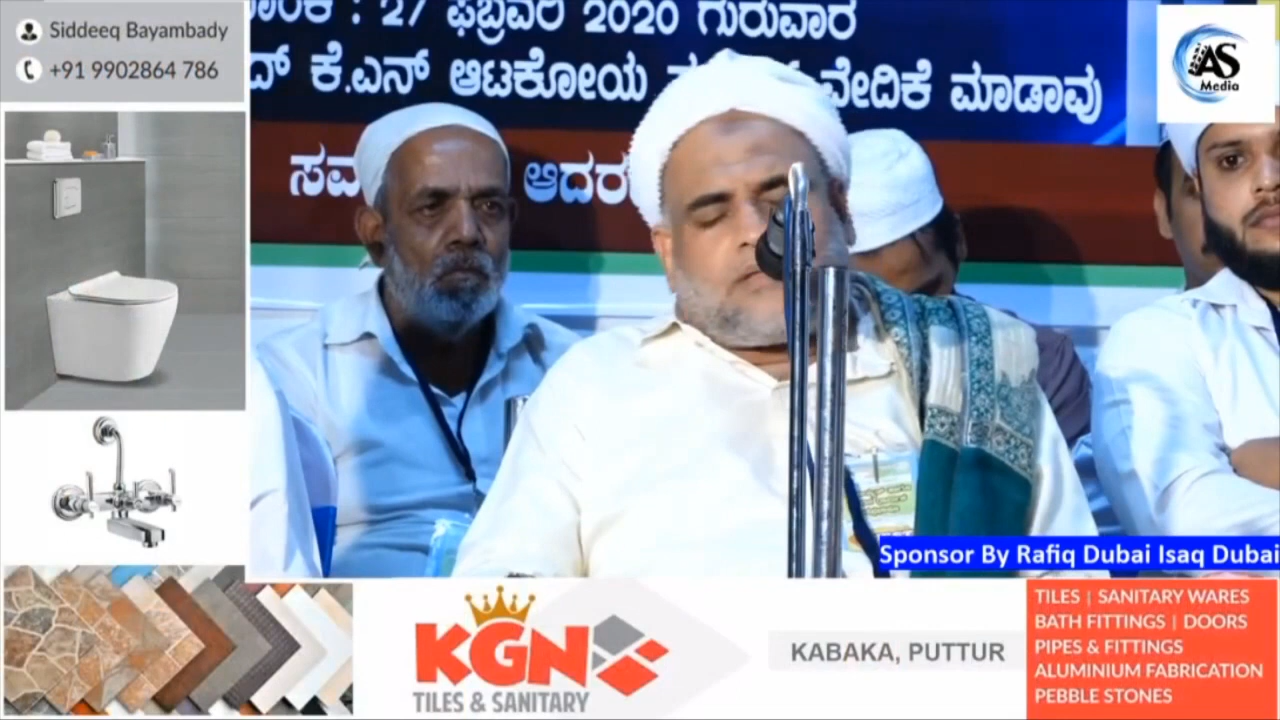 Siddeeq Bayambady
+91 9902864 786
: 27 ಫೆಬ್ರವರಿ 2020 ಗುರುವಾರ
ಕೆ.ಎನ್ ಆಟಕೋಯ
ವೇದಿಕೆ ಮಾಡಾವು
AS
Media
Sponsor By Rafiq Dubai Isaq Dubai
KGN
TILES & SANITARY
KABAKA, PUTTUR
TILES | SANITARY WARES
BATH FITTINGS | DOORS
PIPES & FITTINGS
ALUMINIUM FABRICATION
PEBBLE STONES